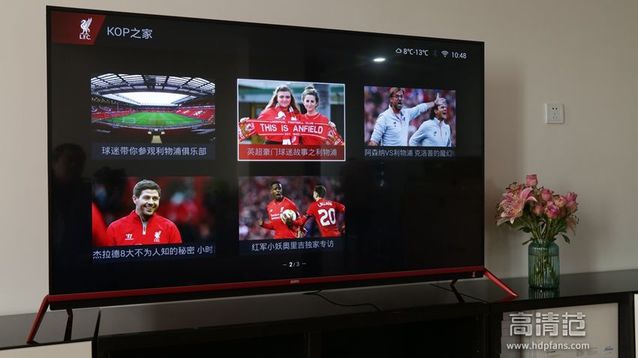 L.F.C.
KOP之家
8℃-13℃
10:48
THIS IS ANFIELD
球迷带你参观利物浦俱乐部
英超豪门球迷故事之利物浦
阿森纳VS利物浦 克洛普的魔幻
20
杰拉德8大不为人知的秘密 小时
红军小妖奥里吉独家专访
2/3
高清范
www.hdpfans.com